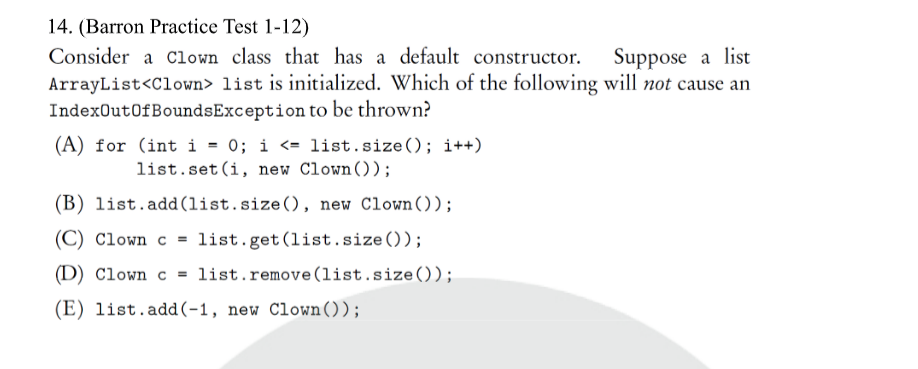 14. (Barron Practice Test 1-12)
Consider a Clown class that has a default constructor. Suppose a list
ArrayList<Clown> list is initialized. Which of the following will not cause an
IndexOutOfBoundsException to be thrown?
(A) for (int i = 0; i <= list.size(); i++)
list.set(i, new Clown());
(B) list.add(list.size(), new Clown());
(C) Clown c = list.get(list.size());
(D) Clown c = list.remove(list.size());
(E) list.add(-1, new Clown());